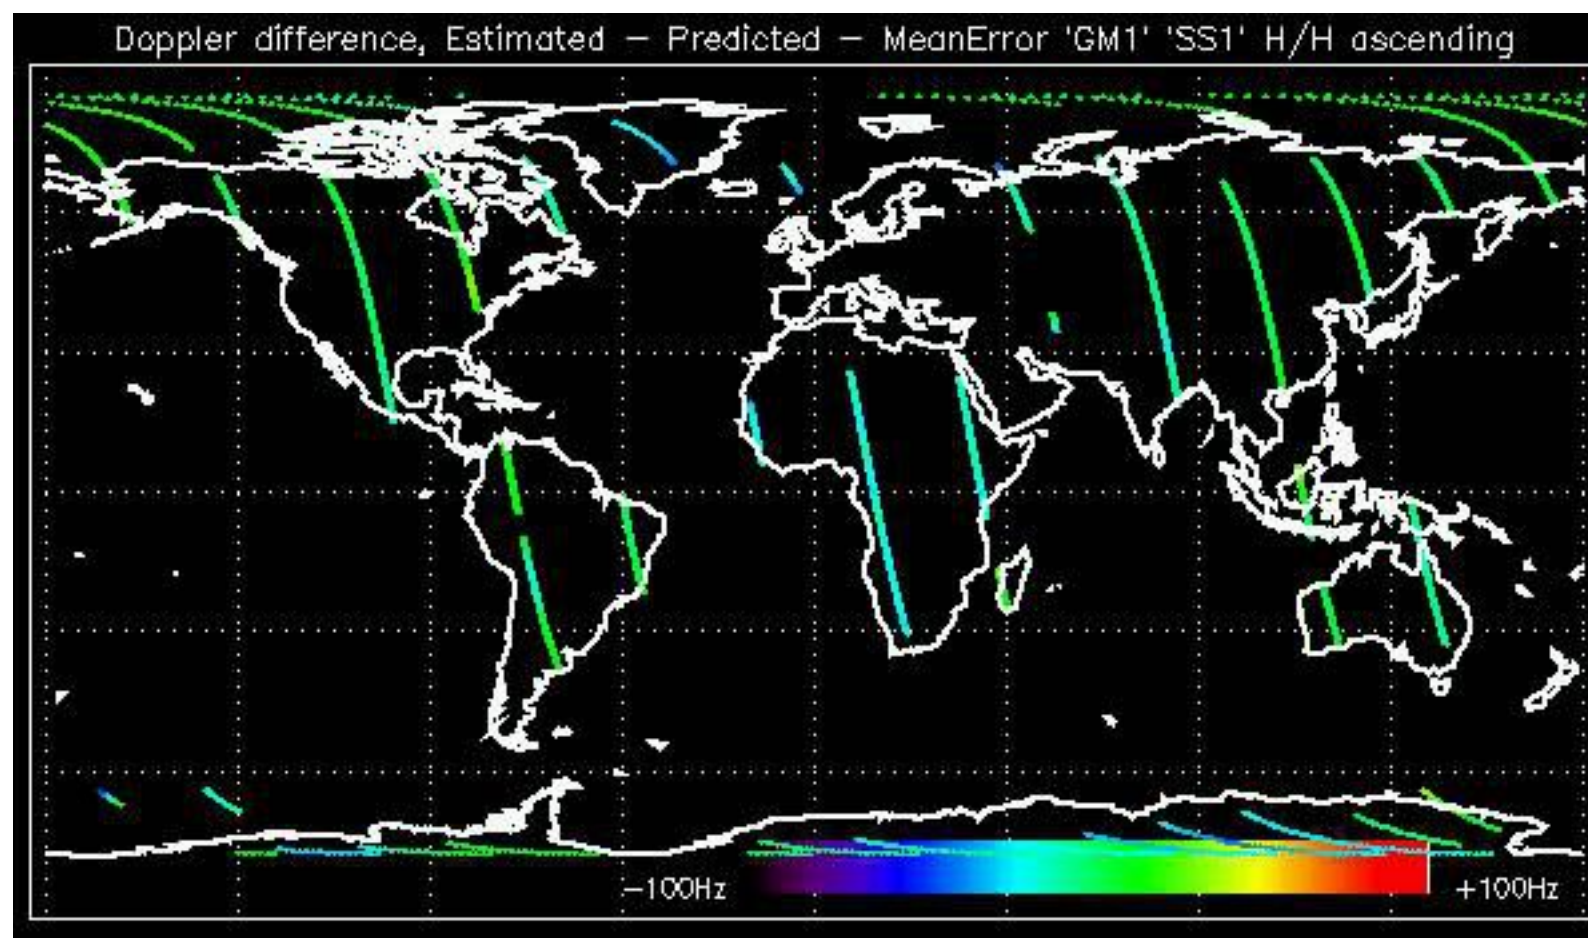 Doppler difference, Estimated – Predicted – MeanError 'GM1' 'SS1' H/H ascending
–100Hz +100Hz